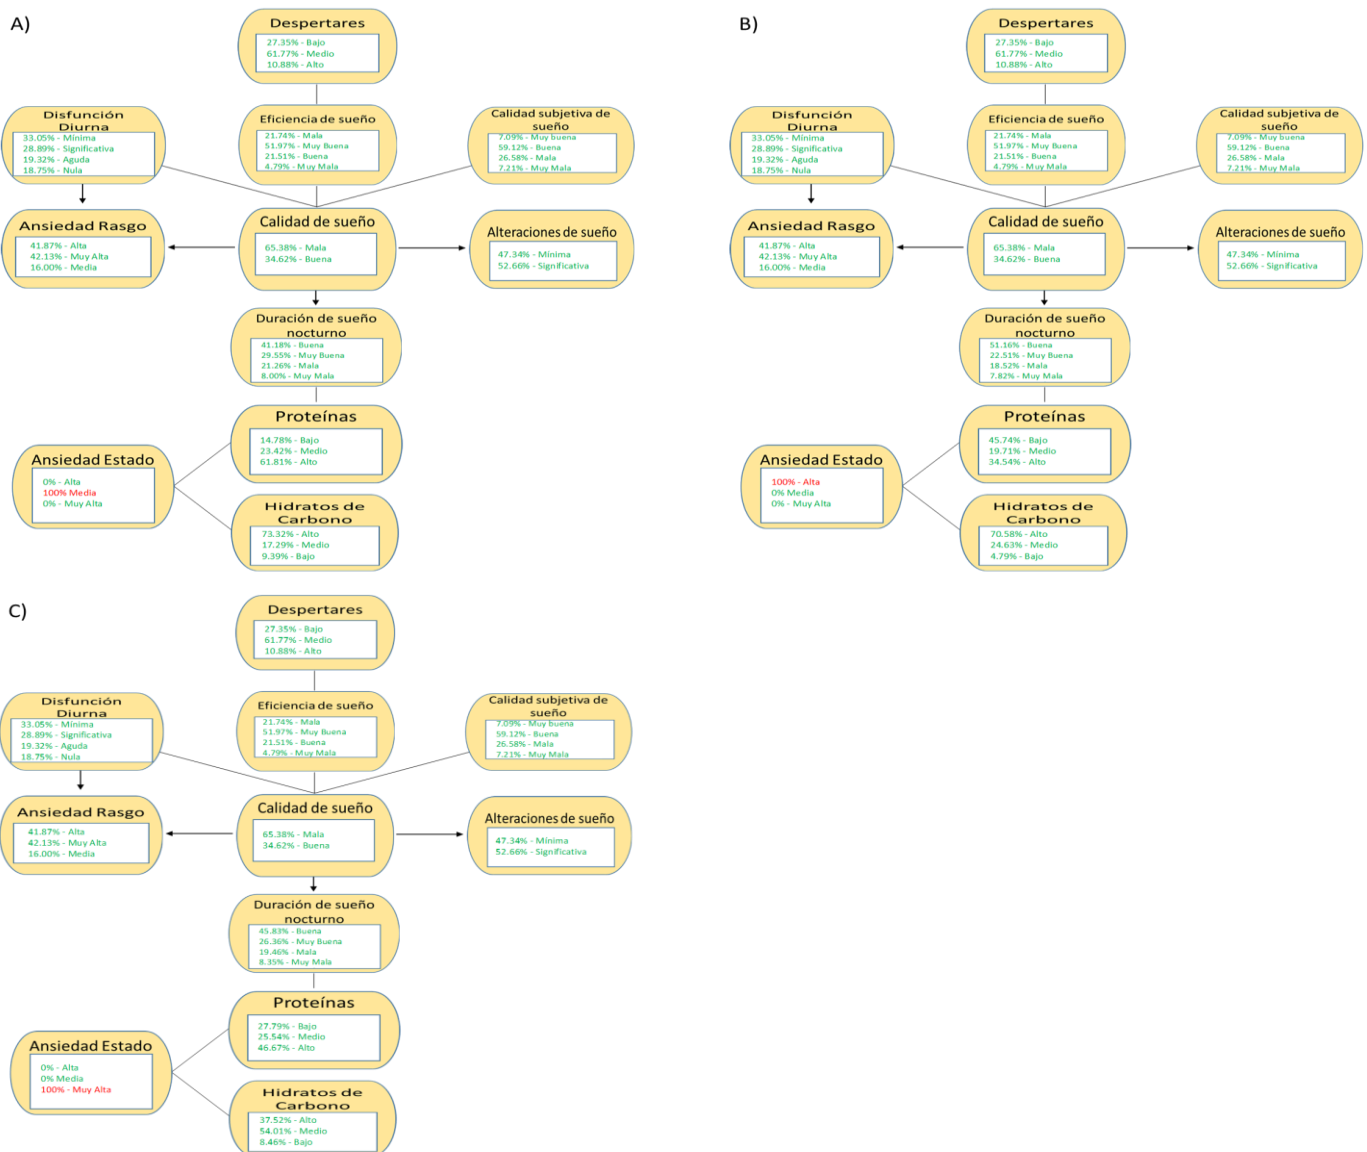 A)
Despertares
27.35% - Bajo
61.77% - Medio
10.88% - Alto
Disfunción
Diurna
33.05% - Mínima
28.89% - Significativa
19.32% - Aguda
18.75% - Nula
Eficiencia de sueño
21.74% - Mala
51.97% - Muy Buena
21.51% - Buena
4.79% - Muy Mala
Calidad subjetiva de
sueño
7.09% - Muy buena
59.12% - Buena
26.58% - Mala
7.21% - Muy Mala
Ansiedad Rasgo
41.87% - Alta
42.13% - Muy Alta
16.00% - Media
Calidad de sueño
65.38% - Mala
34.62% - Buena
Alteraciones de sueño
47.34% - Mínima
52.66% - Significativa
Duración de sueño
nocturno
41.18% - Buena
29.55% - Muy Buena
21.26% - Mala
8.00% - Muy Mala
Proteínas
14.78% - Bajo
23.42% - Medio
61.81% - Alto
Ansiedad Estado
0% - Alta
100% Media
0% - Muy Alta
Hidratos de
Carbono
73.32% - Alto
17.29% - Medio
9.39% - Bajo
B)
Despertares
27.35% - Bajo
61.77% - Medio
10.88% - Alto
Disfunción
Diurna
33.05% - Mínima
28.89% - Significativa
19.32% - Aguda
18.75% - Nula
Eficiencia de sueño
21.74% - Mala
51.97% - Muy Buena
21.51% - Buena
4.79% - Muy Mala
Calidad subjetiva de
sueño
7.09% - Muy buena
59.12% - Buena
26.58% - Mala
7.21% - Muy Mala
Ansiedad Rasgo
41.87% - Alta
42.13% - Muy Alta
16.00% - Media
Calidad de sueño
65.38% - Mala
34.62% - Buena
Alteraciones de sueño
47.34% - Mínima
52.66% - Significativa
Duración de sueño
nocturno
51.16% - Buena
22.51% - Muy Buena
18.52% - Mala
7.82% - Muy Mala
Proteínas
45.74% - Bajo
19.71% - Medio
34.54% - Alto
Ansiedad Estado
100% - Alta
0% Media
0% - Muy Alta
Hidratos de
Carbono
70.58% - Alto
24.63% - Medio
4.79% - Bajo
C)
Despertares
27.35% - Bajo
61.77% - Medio
10.88% - Alto
Disfunción
Diurna
33.05% - Mínima
28.89% - Significativa
19.32% - Aguda
18.75% - Nula
Eficiencia de sueño
21.74% - Mala
51.97% - Muy Buena
21.51% - Buena
4.79% - Muy Mala
Calidad subjetiva de
sueño
7.09% - Muy buena
59.12% - Buena
26.58% - Mala
7.21% - Muy Mala
Ansiedad Rasgo
41.87% - Alta
42.13% - Muy Alta
16.00% - Media
Calidad de sueño
65.38% - Mala
34.62% - Buena
Alteraciones de sueño
47.34% - Mínima
52.66% - Significativa
Duración de sueño
nocturno
45.83% - Buena
26.36% - Muy Buena
19.46% - Mala
8.35% - Muy Mala
Proteínas
27.79% - Bajo
25.54% - Medio
46.67% - Alto
Ansiedad Estado
0% - Alta
0% Media
100% - Muy Alta
Hidratos de
Carbono
37.52% - Alto
54.01% - Medio
8.46% - Bajo